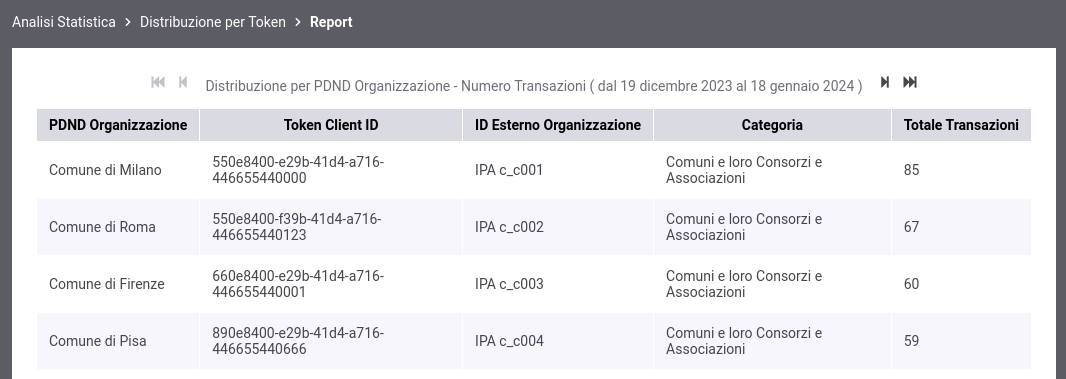 Analisi Statistica > Distribuzione per Token > Report
Distribuzione per PDND Organizzazione - Numero Transazioni ( dal 19 dicembre 2023 al 18 gennaio 2024 )
PDND Organizzazione Token Client ID ID Esterno Organizzazione Categoria Totale Transazioni
Comune di Milano 550e8400-e29b-41d4-a716-446655440000 IPA c_c001 Comuni e loro Consorzi e Associazioni 85
Comune di Roma 550e8400-f39b-41d4-a716-446655440123 IPA c_c002 Comuni e loro Consorzi e Associazioni 67
Comune di Firenze 660e8400-e29b-41d4-a716-446655440001 IPA c_c003 Comuni e loro Consorzi e Associazioni 60
Comune di Pisa 890e8400-e29b-41d4-a716-446655440666 IPA c_c004 Comuni e loro Consorzi e Associazioni 59